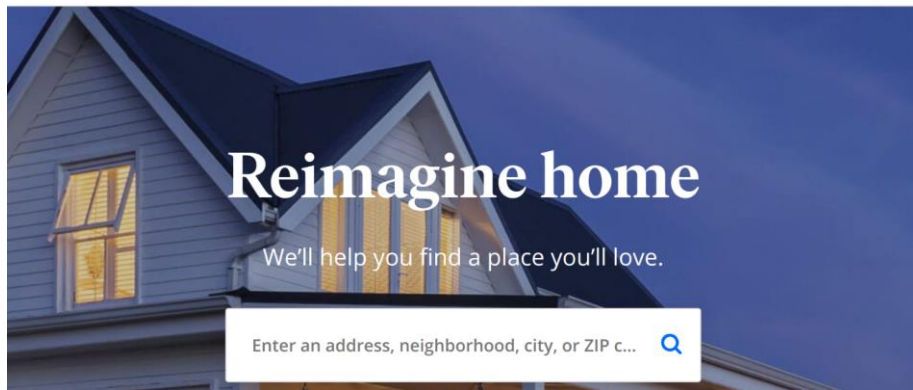 Reimagine home
We'll help you find a place you'll love.
Enter an address, neighborhood, city, or ZIP c...